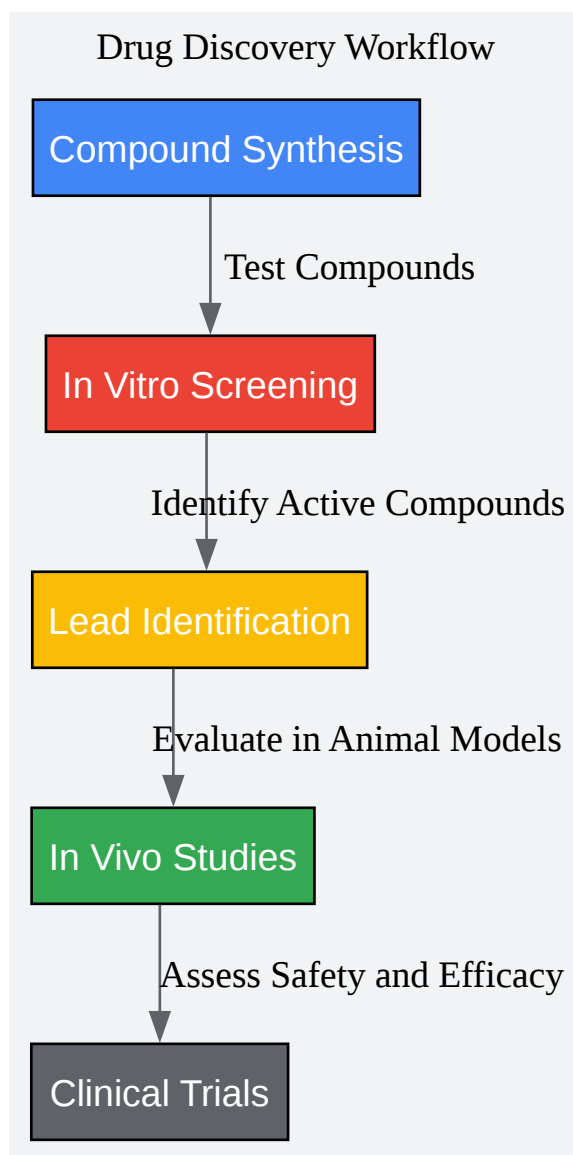 Drug Discovery Workflow
Compound Synthesis
Test Compounds
In Vitro Screening
Identify Active Compounds
Lead Identification
Evaluate in Animal Models
In Vivo Studies
Assess Safety and Efficacy
Clinical Trials